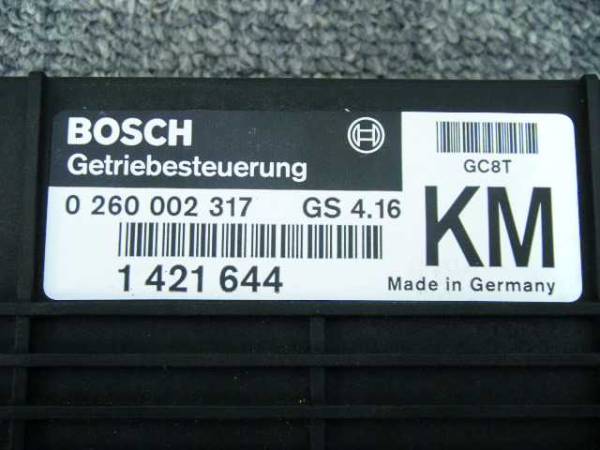 BOSCH
Getriebesteuerung
0 260 002 317 GS 4.16
1 421 644
GC8T
KM
Made in Germany